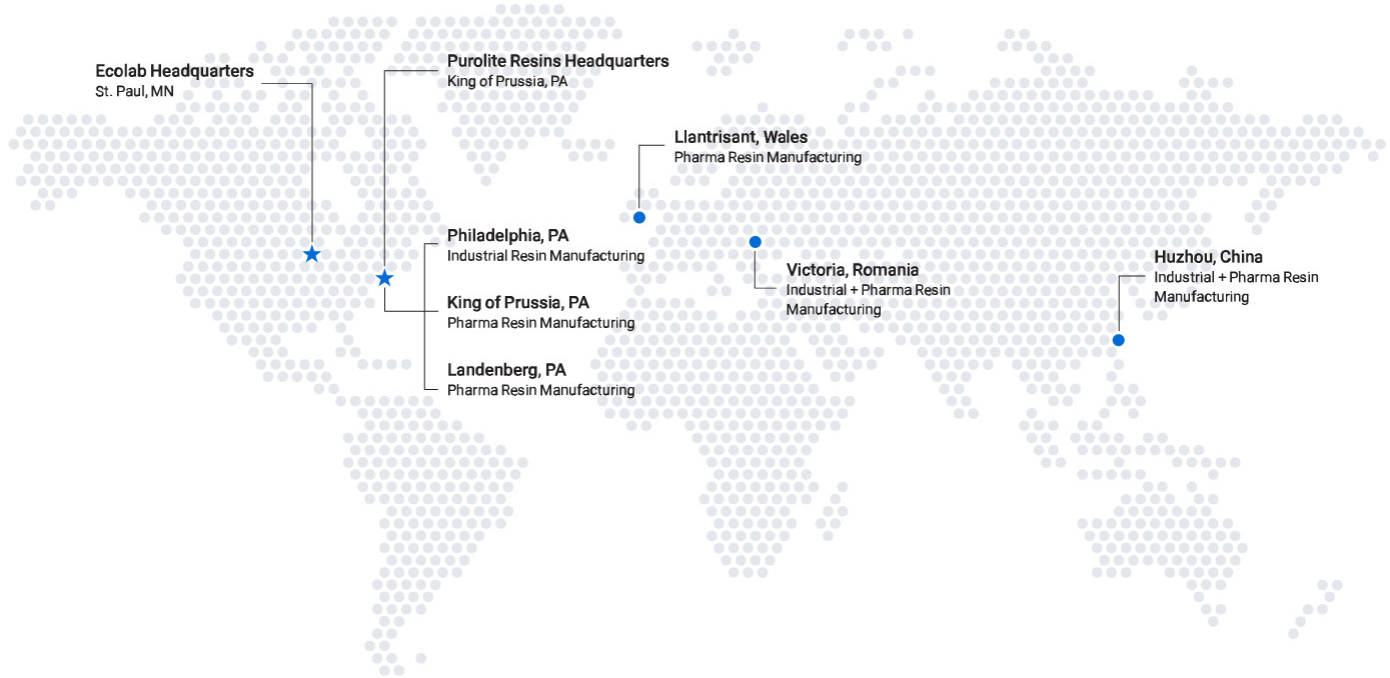 Ecolab Headquarters
St. Paul, MN
Purolite Resins Headquarters
King of Prussia, PA
Llantrisant, Wales
Pharma Resin Manufacturing
Philadelphia, PA
Industrial Resin Manufacturing
King of Prussia, PA
Pharma Resin Manufacturing
Landenberg, PA
Pharma Resin Manufacturing
Victoria, Romania
Industrial + Pharma Resin
Manufacturing
Huzhou, China
Industrial + Pharma Resin
Manufacturing